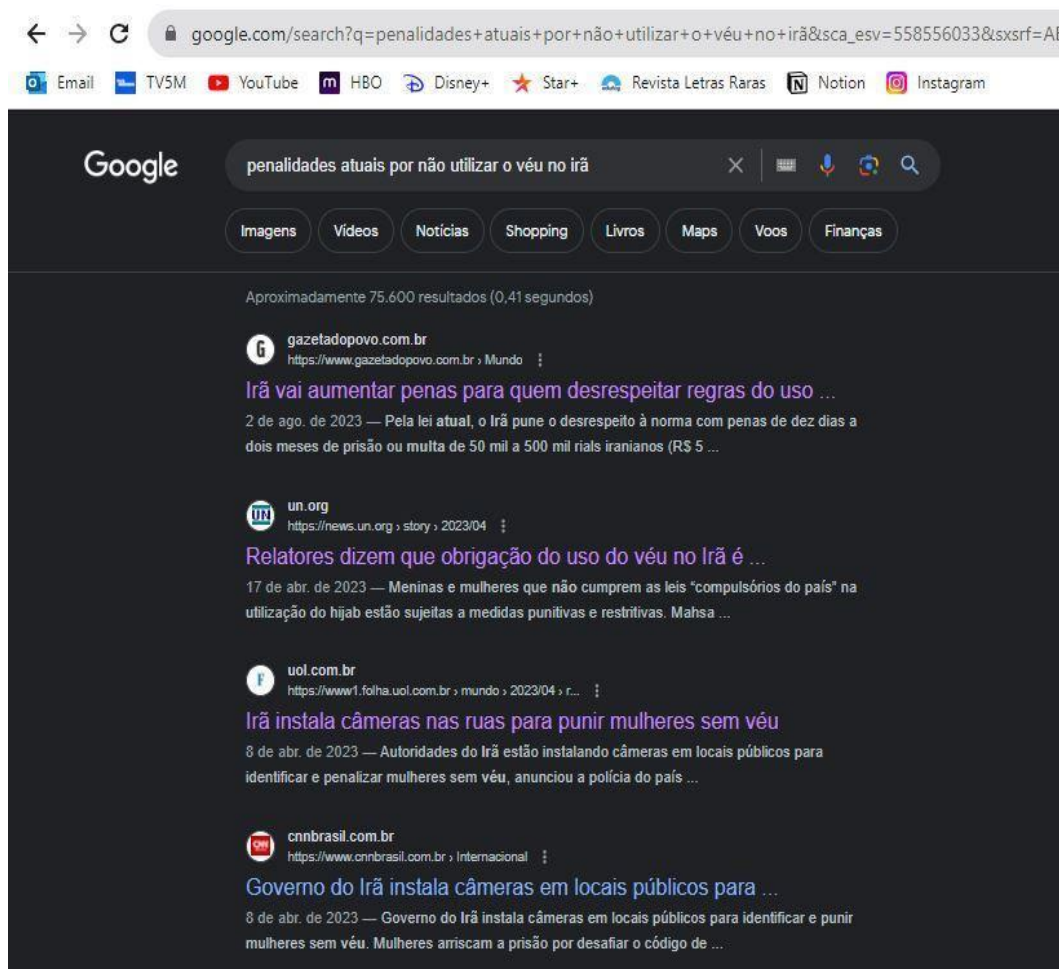 google.com/search?q=penalidades+atuais+por+não+utilizar+o+véu+no+irã&sca_esv=558556033&sxsrf=AB
Email TV5M YouTube HBO Disney+ Star+ Revista Letras Raras Notion Instagram
Google penalidades atuais por não utilizar o véu no irã
Imagens Vídeos Notícias Shopping Livros Maps Voos Finanças
Aproximadamente 75.600 resultados (0,41 segundos)
gazetadopovo.com.br
https://www.gazetadopovo.com.br › Mundo
Irã vai aumentar penas para quem desrespeitar regras do uso ...
2 de ago. de 2023 — Pela lei atual, o Irã pune o desrespeito à norma com penas de dez dias a
dois meses de prisão ou multa de 50 mil a 500 mil rials iranianos (R$ 5 ...
un.org
https://news.un.org › story › 2023/04
Relatores dizem que obrigação do uso do véu no Irã é ...
17 de abr. de 2023 — Meninas e mulheres que não cumprem as leis “compulsórios do país” na
utilização do hijab estão sujeitas a medidas punitivas e restritivas. Mahsa ...
uol.com.br
https://www1.folha.uol.com.br › mundo › 2023/04 › r...
Irã instala câmeras nas ruas para punir mulheres sem véu
8 de abr. de 2023 — Autoridades do Irã estão instalando câmeras em locais públicos para
identificar e penalizar mulheres sem véu, anunciou a polícia do país ...
cnnbrasil.com.br
https://www.cnnbrasil.com.br › Internacional
Governo do Irã instala câmeras em locais públicos para ...
8 de abr. de 2023 — Governo do Irã instala câmeras em locais públicos para identificar e punir
mulheres sem véu. Mulheres arriscam a prisão por desafiar o código de ...